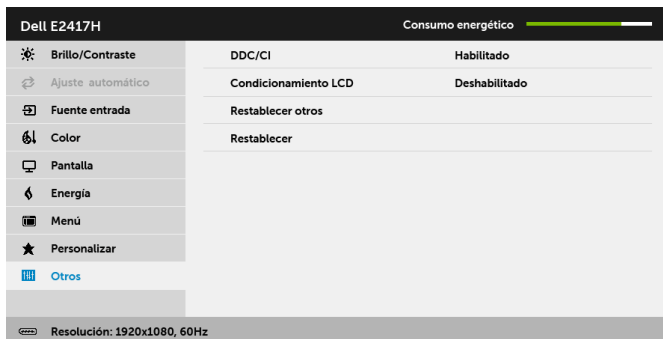 Dell E2417H Consumo energético
Brillo/Contraste DDC/CI Habilitado
Ajuste automático Condicionamiento LCD Deshabilitado
Fuente entrada Restablecer otros
Color Restablecer
Pantalla
Energía
Menú
Personalizar
Otros
Resolución: 1920x1080, 60Hz